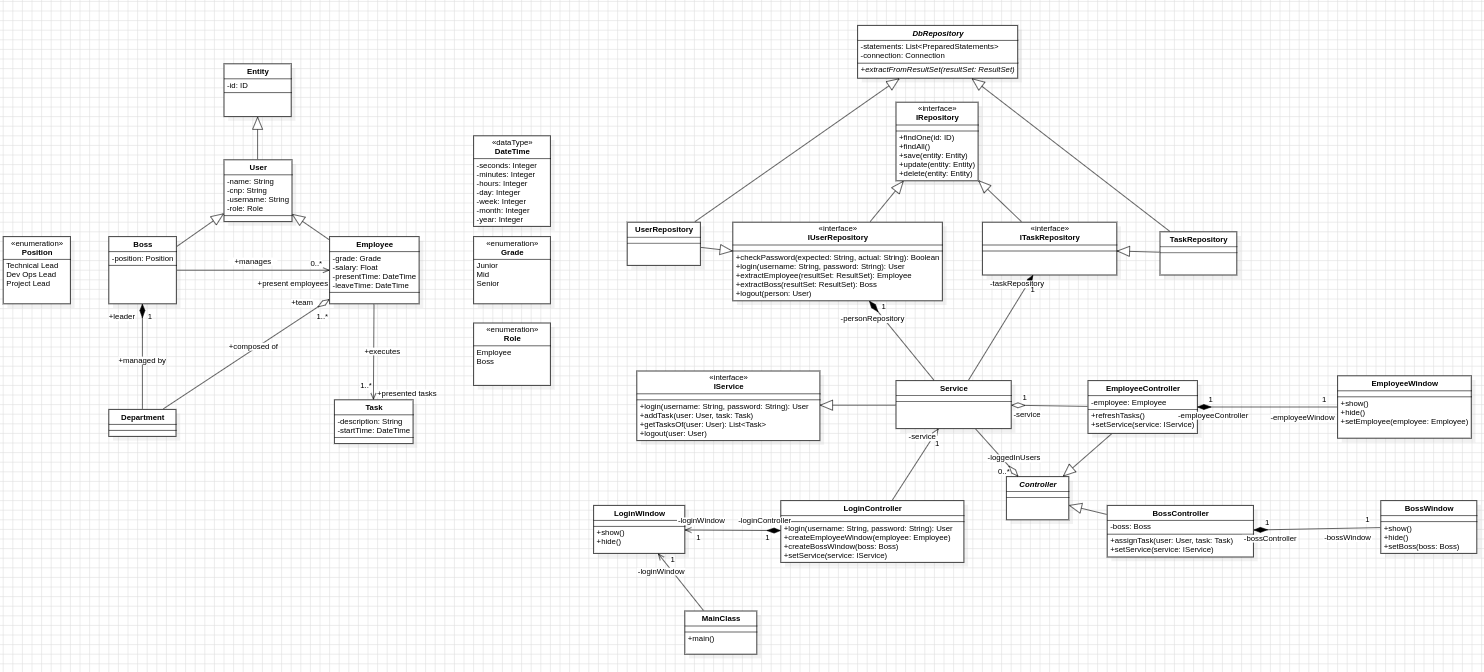 DbRepository
-statements: List<PreparedStatements>
-connection: Connection
+extractFromResultSet(resultSet: ResultSet)
Entity
-id: ID
«interface»
IRepository
+findOne(id: ID)
+findAll()
+save(entity: Entity)
+update(entity: Entity)
+delete(entity: Entity)
User
-name: String
-cnp: String
-username: String
-role: Role
«dataType»
DateTime
-seconds: Integer
-minutes: Integer
-hours: Integer
-day: Integer
-week: Integer
-month: Integer
-year: Integer
«enumeration»
Position
Technical Lead
Dev Ops Lead
Project Lead
Boss
-position: Position
+manages
0..*
+present employees
Employee
-grade: Grade
-salary: Float
-presentTime: DateTime
-leaveTime: DateTime
«enumeration»
Grade
Junior
Mid
Senior
UserRepository
«interface»
IUserRepository
+checkPassword(expected: String, actual: String): Boolean
+login(username: String, password: String): User
+extractEmployee(resultSet: ResultSet): Employee
+extractBoss(resultSet: ResultSet): Boss
+logout(person: User)
«interface»
ITaskRepository
TaskRepository
+leader
1
+team
1..*
+managed by
+composed of
+executes
1..*
+presented tasks
«enumeration»
Role
Employee
Boss
1
-personRepository
-taskRepository
1
Department
Task
-description: String
-startTime: DateTime
«interface»
IService
+login(username: String, password: String): User
+addTask(user: User, task: Task)
+getTasksOf(user: User): List<Task>
+logout(user: User)
Service
1
-service
EmployeeController
-employee: Employee
+refreshTasks()
+setService(service: IService)
1
-employeeController
1
-employeeWindow
EmployeeWindow
+show()
+hide()
+setEmployee(employee: Employee)
-service
1
-loggedInUsers
0..*
Controller
LoginWindow
+show()
+hide()
-loginWindow
1
-loginController
1
LoginController
+login(username: String, password: String): User
+createEmployeeWindow(employee: Employee)
+createBossWindow(boss: Boss)
+setService(service: IService)
BossController
-boss: Boss
+assignTask(user: User, task: Task)
+setService(service: IService)
1
-bossController
1
-bossWindow
BossWindow
+show()
+hide()
+setBoss(boss: Boss)
1
-loginWindow
MainClass
+main()